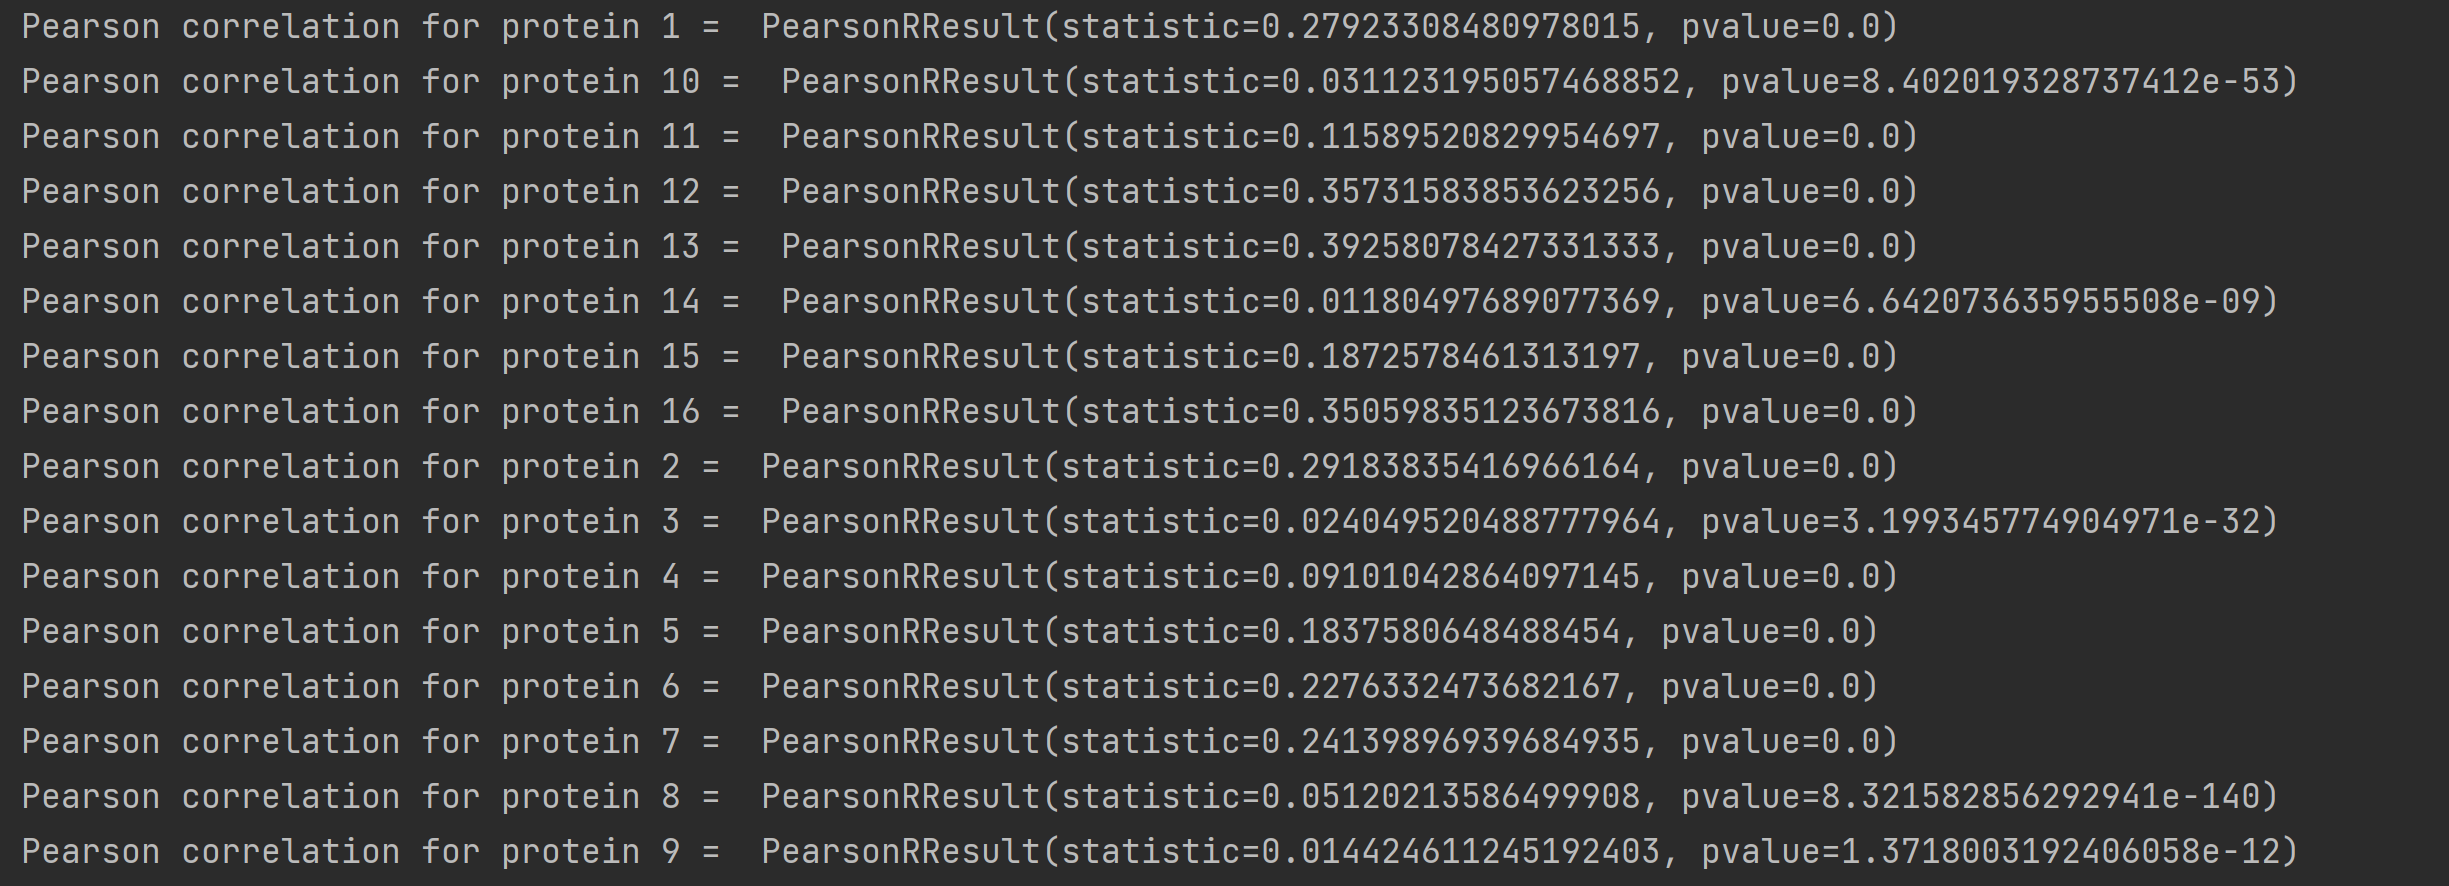 Pearson correlation for protein 1 =  PearsonRResult(statistic=0.27923308480978015, pvalue=0.0)
Pearson correlation for protein 10 =  PearsonRResult(statistic=0.031123195057468852, pvalue=8.402019328737412e-53)
Pearson correlation for protein 11 =  PearsonRResult(statistic=0.11589520829954697, pvalue=0.0)
Pearson correlation for protein 12 =  PearsonRResult(statistic=0.35731583853623256, pvalue=0.0)
Pearson correlation for protein 13 =  PearsonRResult(statistic=0.39258078427331333, pvalue=0.0)
Pearson correlation for protein 14 =  PearsonRResult(statistic=0.01180497689077369, pvalue=6.642073635955508e-09)
Pearson correlation for protein 15 =  PearsonRResult(statistic=0.1872578461313197, pvalue=0.0)
Pearson correlation for protein 16 =  PearsonRResult(statistic=0.35059835123673816, pvalue=0.0)
Pearson correlation for protein 2 =  PearsonRResult(statistic=0.29183835416966164, pvalue=0.0)
Pearson correlation for protein 3 =  PearsonRResult(statistic=0.024049520488777964, pvalue=3.199345774904971e-32)
Pearson correlation for protein 4 =  PearsonRResult(statistic=0.09101042864097145, pvalue=0.0)
Pearson correlation for protein 5 =  PearsonRResult(statistic=0.1837580648488454, pvalue=0.0)
Pearson correlation for protein 6 =  PearsonRResult(statistic=0.2276332473682167, pvalue=0.0)
Pearson correlation for protein 7 =  PearsonRResult(statistic=0.24139896939684935, pvalue=0.0)
Pearson correlation for protein 8 =  PearsonRResult(statistic=0.05120213586499908, pvalue=8.321582856292941e-140)
Pearson correlation for protein 9 =  PearsonRResult(statistic=0.014424611245192403, pvalue=1.3718003192406058e-12)